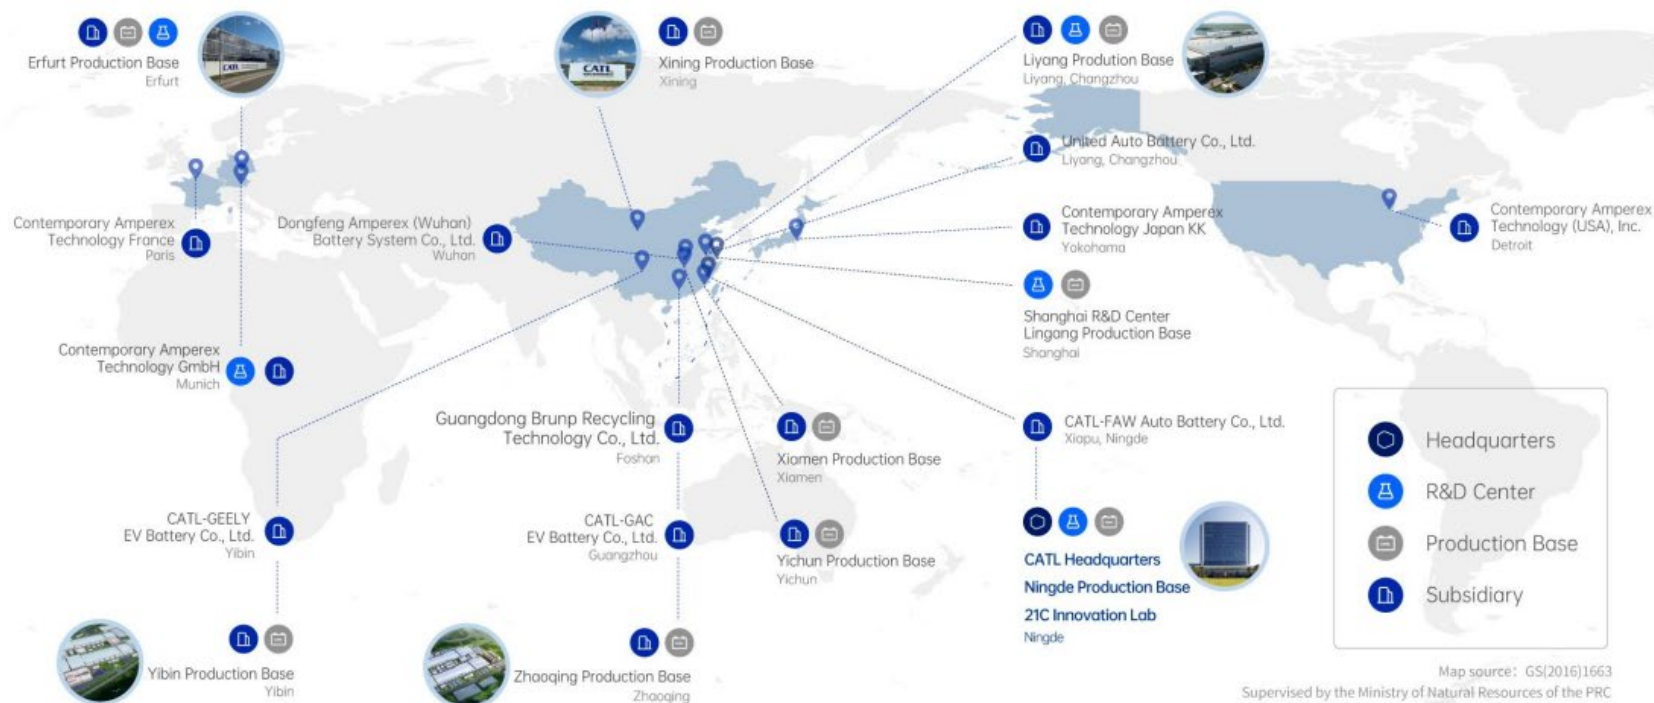 Erfurt Production Base
Erfurt
CATL
Xining Production Base
Xining
CATL
Liyang Prodution Base
Liyang, Changzhou
United Auto Battery Co., Ltd.
Liyang, Changzhou
Contemporary Amperex
Technology France
Paris
Dongfeng Amperex (Wuhan)
Battery System Co., Ltd.
Wuhan
Contemporary Amperex
Technology Japan KK
Yokohama
Contemporary Amperex
Technology (USA), Inc.
Detroit
Shanghai R&D Center
Lingang Production Base
Shanghai
Contemporary Amperex
Technology GmbH
Munich
Guangdong Brunp Recycling
Technology Co., Ltd.
Foshan
Xiamen Production Base
Xiamen
CATL-FAW Auto Battery Co., Ltd.
Xiapu, Ningde
CATL-GEELY
EV Battery Co., Ltd.
Yibin
CATL-GAC
EV Battery Co., Ltd.
Guangzhou
Yichun Production Base
Yichun
CATL Headquarters
Ningde Production Base
21C Innovation Lab
Ningde
Yibin Production Base
Yibin
Zhaoqing Production Base
Zhaoqing
Headquarters
R&D Center
Production Base
Subsidiary
Map source: GS(2016)1663
Supervised by the Ministry of Natural Resources of the PRC